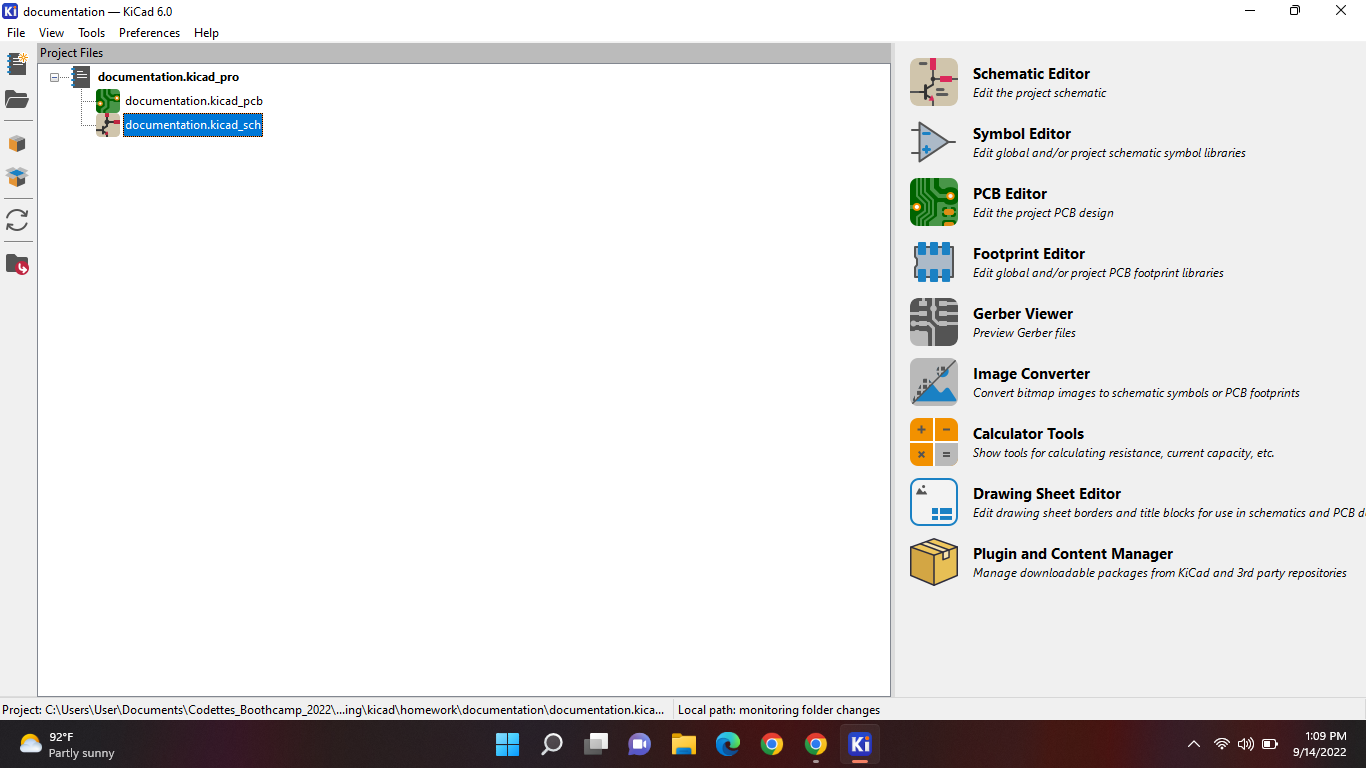 Ki documentation — KiCad 6.0
File View Tools Preferences Help
Project Files
documentation.kicad_pro
documentation.kicad_pcb
documentation.kicad_sch
Schematic Editor
Edit the project schematic
Symbol Editor
Edit global and/or project schematic symbol libraries
PCB Editor
Edit the project PCB design
Footprint Editor
Edit global and/or project PCB footprint libraries
Gerber Viewer
Preview Gerber files
Image Converter
Convert bitmap images to schematic symbols or PCB footprints
Calculator Tools
Show tools for calculating resistance, current capacity, etc.
Drawing Sheet Editor
Edit drawing sheet borders and title blocks for use in schematics and PCB d
Plugin and Content Manager
Manage downloadable packages from KiCad and 3rd party repositories
Project: C:\Users\User\Documents\Codettes_Boothcamp_2022\...ing\kicad\homework\documentation\documentation.kica...
Local path: monitoring folder changes
92°F
Partly sunny
Ki
1:09 PM
9/14/2022